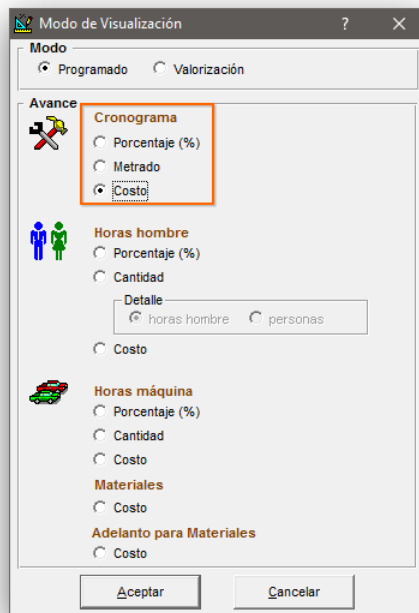 Modo de Visualización ?
Modo
Programado Valorización
Avance
Cronograma
Porcentaje (%)
Metrado
Costo
Horas hombre
Porcentaje (%)
Cantidad
Detalle
horas hombre personas
Costo
Horas máquina
Porcentaje (%)
Cantidad
Costo
Materiales
Costo
Adelanto para Materiales
Costo
Aceptar Cancelar